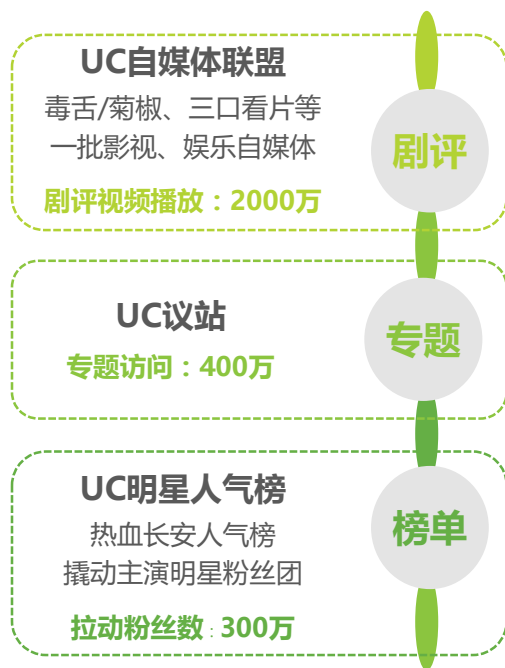 UC自媒体联盟
毒舌/菊椒、三口看片等
一批影视、娱乐自媒体
剧评视频播放：2000万
剧评
UC议站
专题访问：400万
专题
UC明星人气榜
热血长安人气榜
撬动主演明星粉丝团
拉动粉丝数：300万
榜单